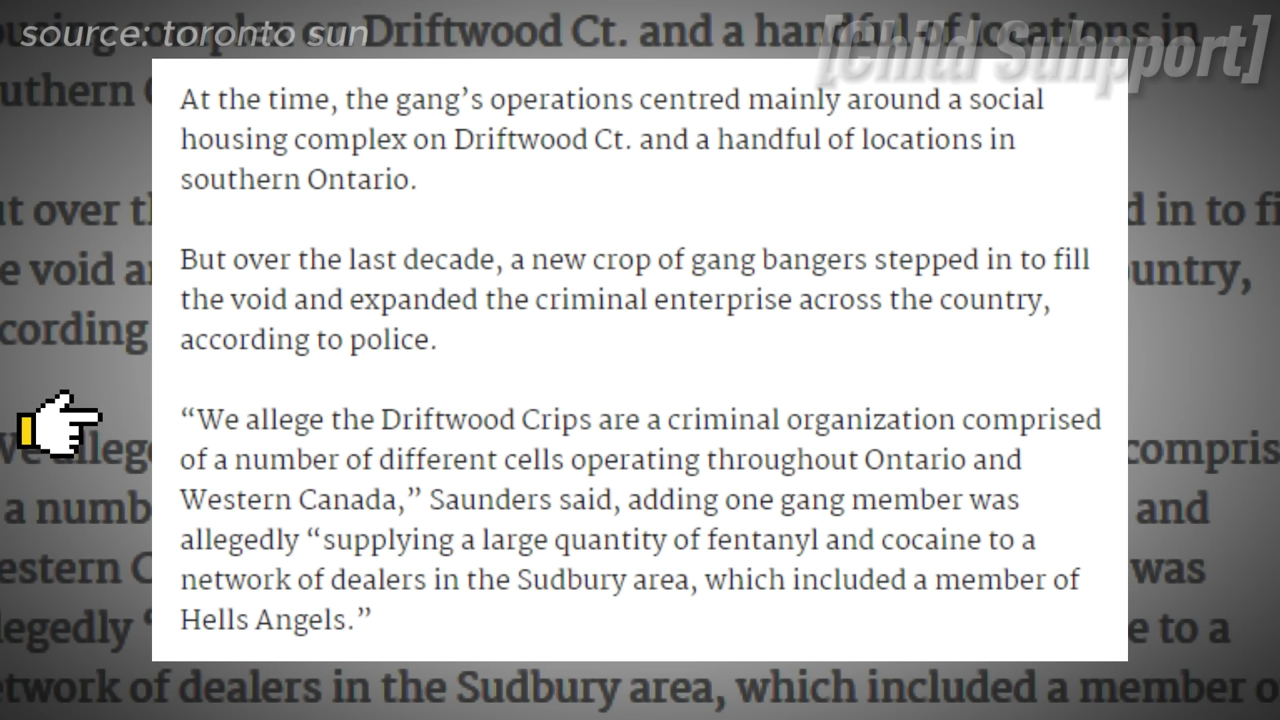 source: toronto sun
[Child Suhpport]
At the time, the gang’s operations centred mainly around a social
housing complex on Driftwood Ct. and a handful of locations in
southern Ontario.
But over the last decade, a new crop of gang bangers stepped in to fill
the void and expanded the criminal enterprise across the country,
according to police.
“We allege the Driftwood Crips are a criminal organization comprised
of a number of different cells operating throughout Ontario and
Western Canada,” Saunders said, adding one gang member was
allegedly “supplying a large quantity of fentanyl and cocaine to a
network of dealers in the Sudbury area, which included a member of
Hells Angels.”